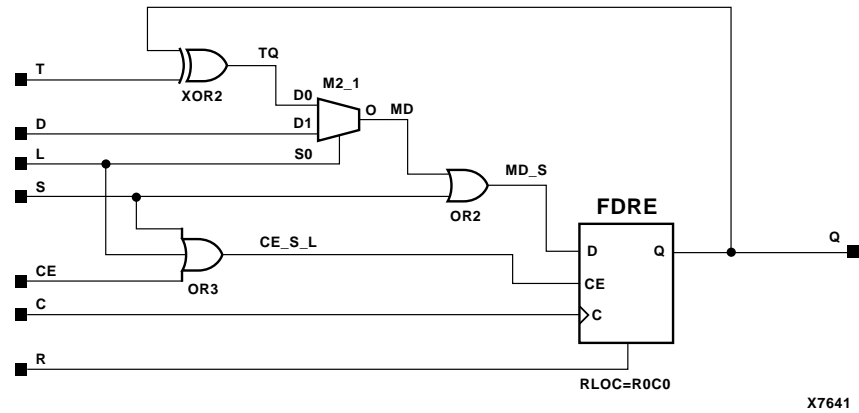 T
XOR2
TQ
M2_1
D0
D1
O
MD
D
L
S0
S
OR2
MD_S
FDRE
D
Q
Q
CE_S_L
CE
OR3
CE
C
C
R
RLOC=R0C0
X7641